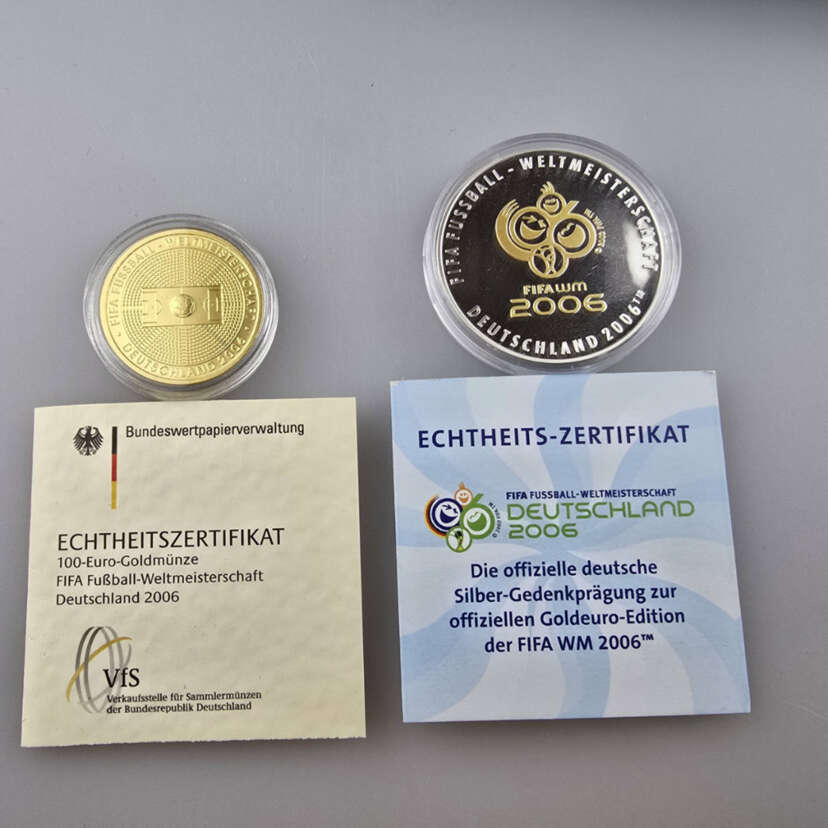 FIFA FUSSBALL-WELTMEISTERSCHAFT
DEUTSCHLAND 2006
FIFA FUSSBALL-WELTMEISTERSCHAFT
FIFA WM
2006
DEUTSCHLAND 2006™
Bundeswertpapierverwaltung
ECHTHEITSZERTIFIKAT
100-Euro-Goldmünze
FIFA Fußball-Weltmeisterschaft
Deutschland 2006
VfS
Verkaufsstelle für Sammlermünzen
der Bundesrepublik Deutschland
ECHTHEITS-ZERTIFIKAT
FIFA FUSSBALL-WELTMEISTERSCHAFT
DEUTSCHLAND
2006
Die offizielle deutsche
Silber-Gedenkprägung zur
offiziellen Goldeuro-Edition
der FIFA WM 2006™